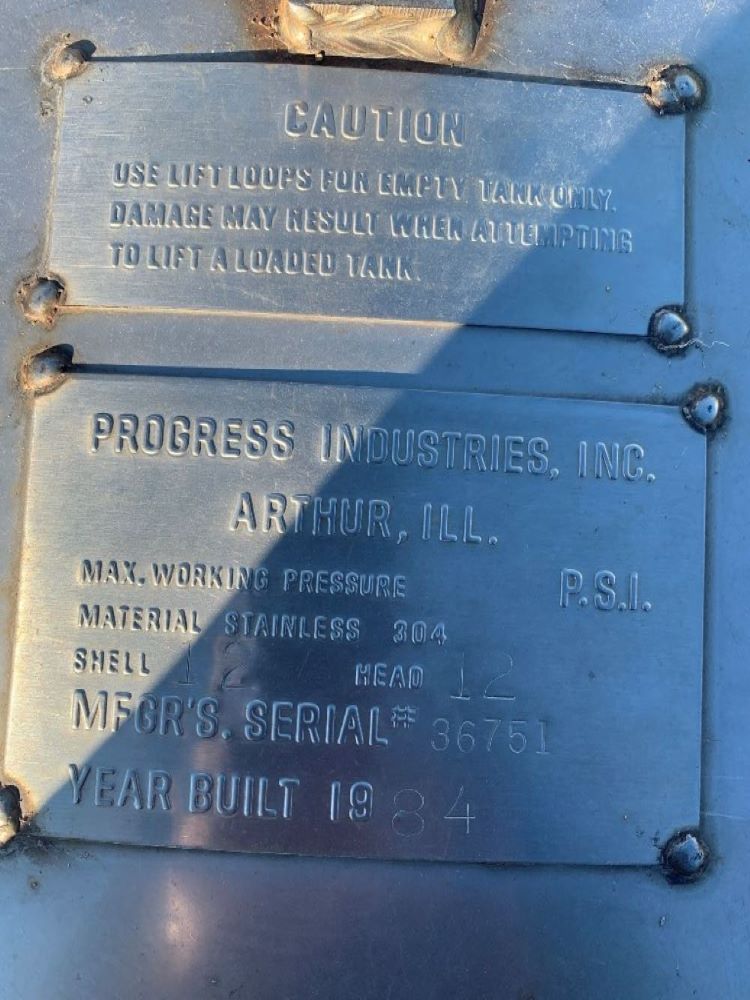 CAUTION
USE LIFT LOOPS FOR EMPTY TANK ONLY.
DAMAGE MAY RESULT WHEN ATTEMPTING
TO LIFT A LOADED TANK.
PROGRESS INDUSTRIES, INC.
ARTHUR, ILL.
MAX. WORKING PRESSURE P.S.I.
MATERIAL STAINLESS 304
SHELL 12 HEAD 12
MFGR'S. SERIAL# 36751
YEAR BUILT 1984